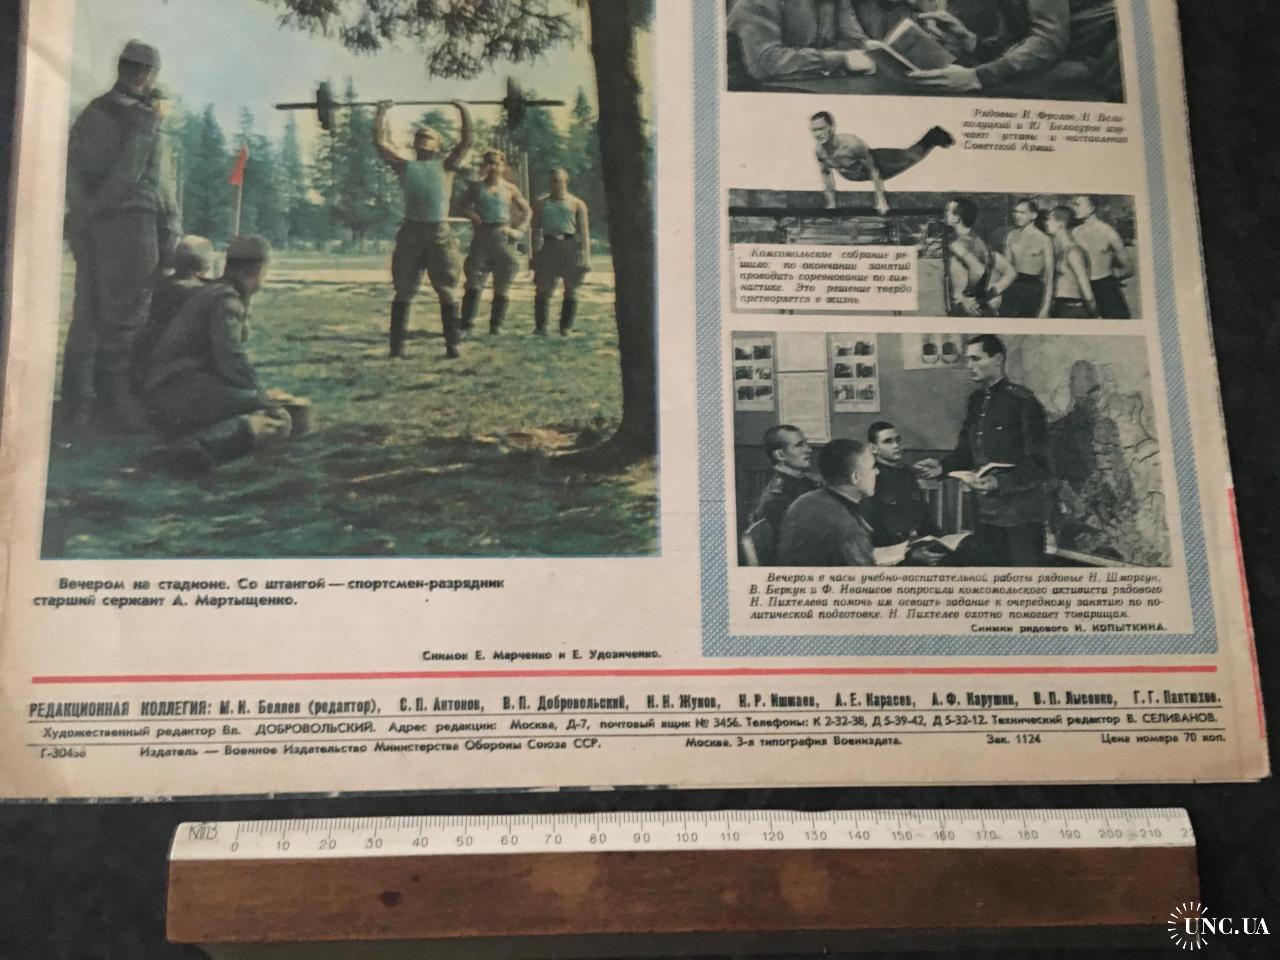 Рядовые Н. Фролов, Н. Бело-
колуцкий и Ю. Белогуров изу-
чают уставы и наставления
Советской Армии.
Комсомольское собрание ре-
шило: по окончании занятий
проводить соревнование по гим-
настике. Это решение твердо
претворяется в жизнь.
Вечером на стадионе. Со штангой — спортсмен-разрядник
старший сержант А. Мартыщенко.
Снимок Е. Марченко и Е. Удовиченко.
Вечером в часы учебно-воспитательной работы рядовые Н. Шморгун,
В. Беркун и Ф. Иванисов попросили комсомольского активиста рядового
Н. Пихтелева помочь им освоить задание к очередному занятию по по-
литической подготовке. Н. Пихтелев охотно помогает товарищам.
Снимки рядового И. КОПЫТКИНА.
РЕДАКЦИОННАЯ КОЛЛЕГИЯ: М. И. Беляев (редактор), С. П. Антонов, В. П. Добровольский, Н. Н. Жуков, Н. Р. Ишмаев, А. Е. Карасев, А. Ф. Карушин, В. П. Лысенко, Г. Г. Пантюхов.
Художественный редактор Вл. ДОБРОВОЛЬСКИЙ. Адрес редакции: Москва, Д-7, почтовый ящик № 3456. Телефоны: К 2-32-38, Д 5-39-42, Д 5-32-12. Технический редактор В. СЕЛИВАНОВ.
Г-30458 Издатель — Военное Издательство Министерства Обороны Союза ССР. Москва. 3-я типография Воениздата. Зак. 1124 Цена номера 70 коп.
0 10 20 30 40 50 60 70 80 90 100 110 120 130 140 150 160 170 180 190 200 210
UNC.UA